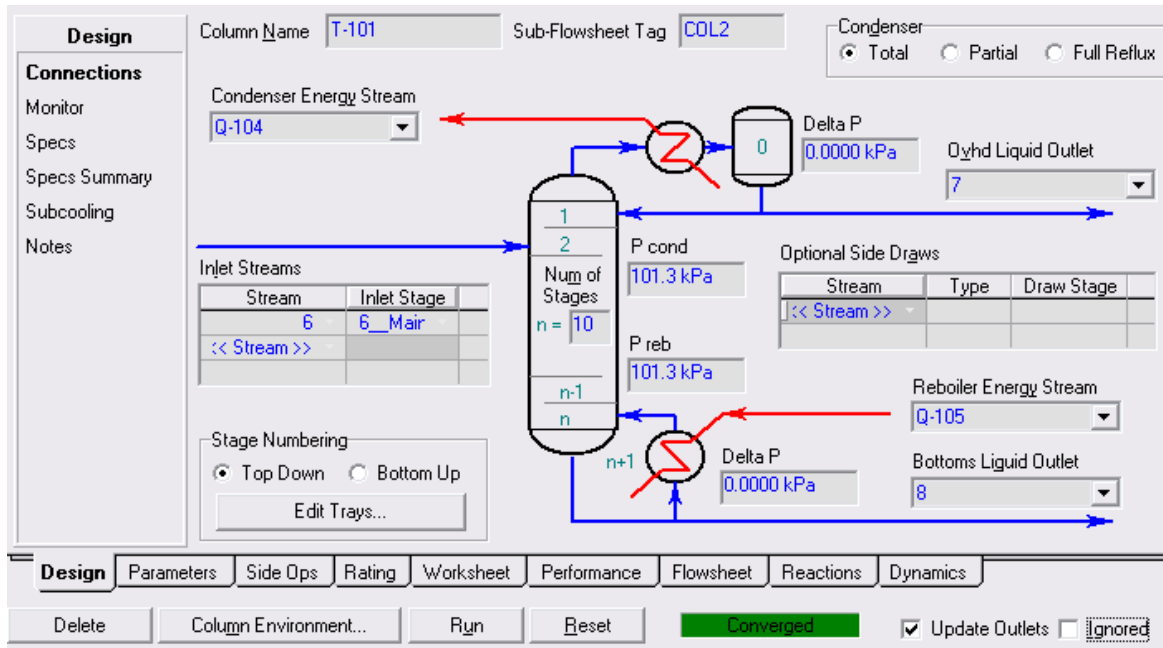 Design
Connections
Monitor
Specs
Specs Summary
Subcooling
Notes
Column Name T-101
Sub-Flowsheet Tag COL2
Condenser
Total Partial Full Reflux
Condenser Energy Stream
Q-104
0
Delta P
0.0000 kPa
Ovhd Liquid Outlet
7
1
2
Num of
Stages
n = 10
n-1
n
n+1
Inlet Streams
Stream Inlet Stage
6 6__Main
<< Stream >>
P cond
101.3 kPa
P reb
101.3 kPa
Optional Side Draws
Stream Type Draw Stage
<< Stream >>
Reboiler Energy Stream
Q-105
Delta P
0.0000 kPa
Bottoms Liquid Outlet
8
Stage Numbering
Top Down Bottom Up
Edit Trays...
Design Parameters Side Ops Rating Worksheet Performance Flowsheet Reactions Dynamics
Delete Column Environment... Run Reset Converged Update Outlets Ignored